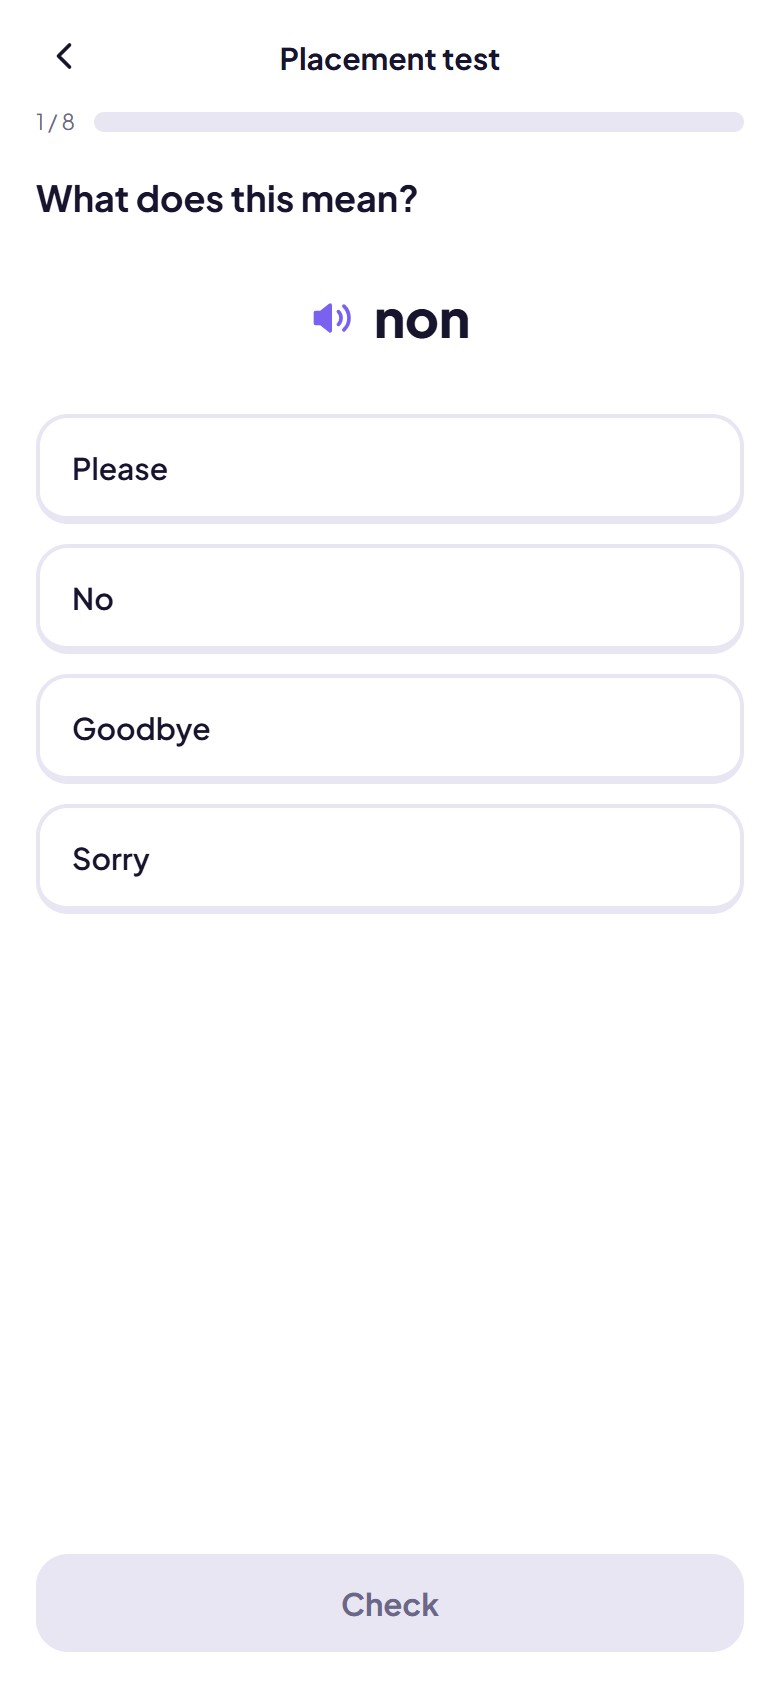 Placement test
1 / 8
What does this mean?
non
Please
No
Goodbye
Sorry
Check